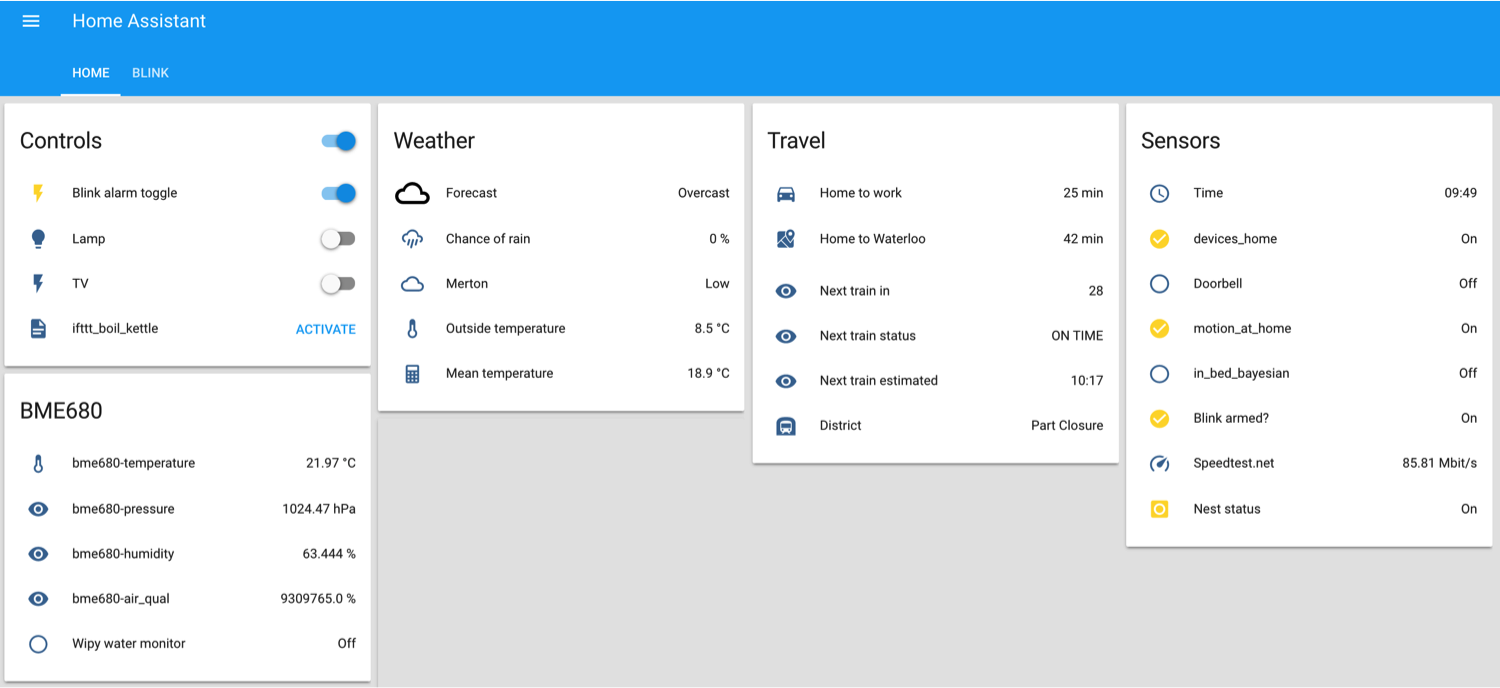 Home Assistant
HOME BLINK
Controls
Blink alarm toggle
Lamp
TV
ifttt_boil_kettle ACTIVATE
BME680
bme680-temperature 21.97 °C
bme680-pressure 1024.47 hPa
bme680-humidity 63.444 %
bme680-air_qual 9309765.0 %
Wipy water monitor Off
Weather
Forecast Overcast
Chance of rain 0 %
Merton Low
Outside temperature 8.5 °C
Mean temperature 18.9 °C
Travel
Home to work 25 min
Home to Waterloo 42 min
Next train in 28
Next train status ON TIME
Next train estimated 10:17
District Part Closure
Sensors
Time 09:49
devices_home On
Doorbell Off
motion_at_home On
in_bed_bayesian Off
Blink armed? On
Speedtest.net 85.81 Mbit/s
Nest status On